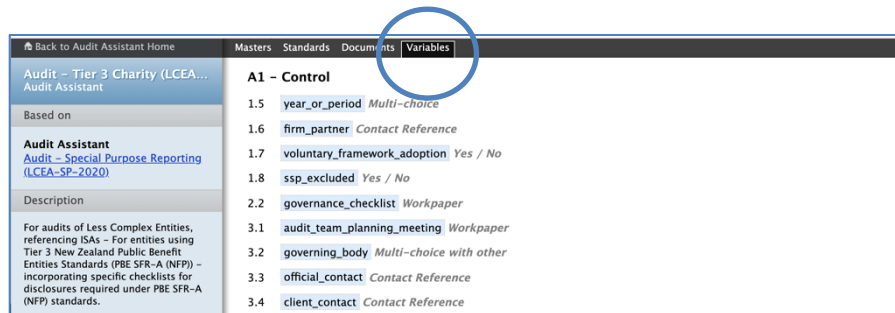 Back to Audit Assistant Home
Masters Standards Documents Variables
Audit – Tier 3 Charity (LCEA...
Audit Assistant
Based on
Audit Assistant
Audit – Special Purpose Reporting
(LCEA-SP-2020)
Description
For audits of Less Complex Entities,
referencing ISAs – For entities using
Tier 3 New Zealand Public Benefit
Entities Standards (PBE SFR-A (NFP)) –
incorporating specific checklists for
disclosures required under PBE SFR-A
(NFP) standards.
A1 – Control
1.5 year_or_period Multi-choice
1.6 firm_partner Contact Reference
1.7 voluntary_framework_adoption Yes / No
1.8 ssp_excluded Yes / No
2.2 governance_checklist Workpaper
3.1 audit_team_planning_meeting Workpaper
3.2 governing_body Multi-choice with other
3.3 official_contact Contact Reference
3.4 client_contact Contact Reference